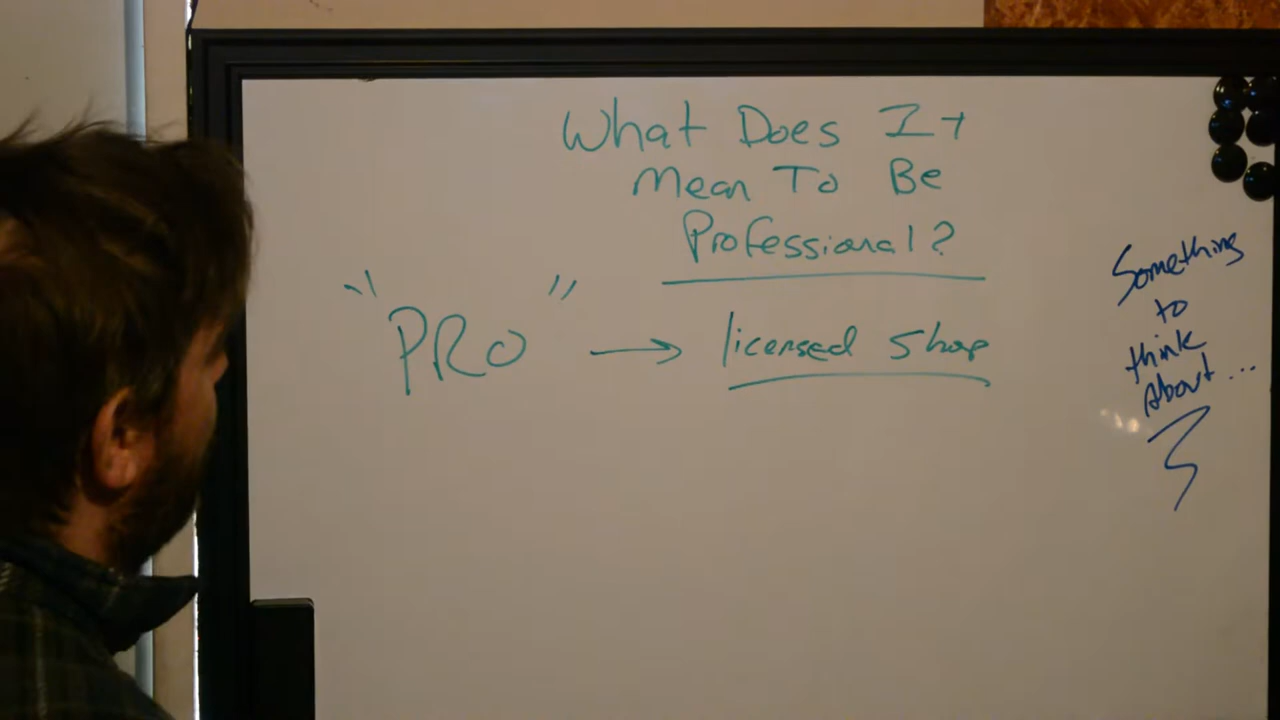 What Does It
Mean To Be
Professional?
"PRO" → licensed shop
Something
to
think
About...